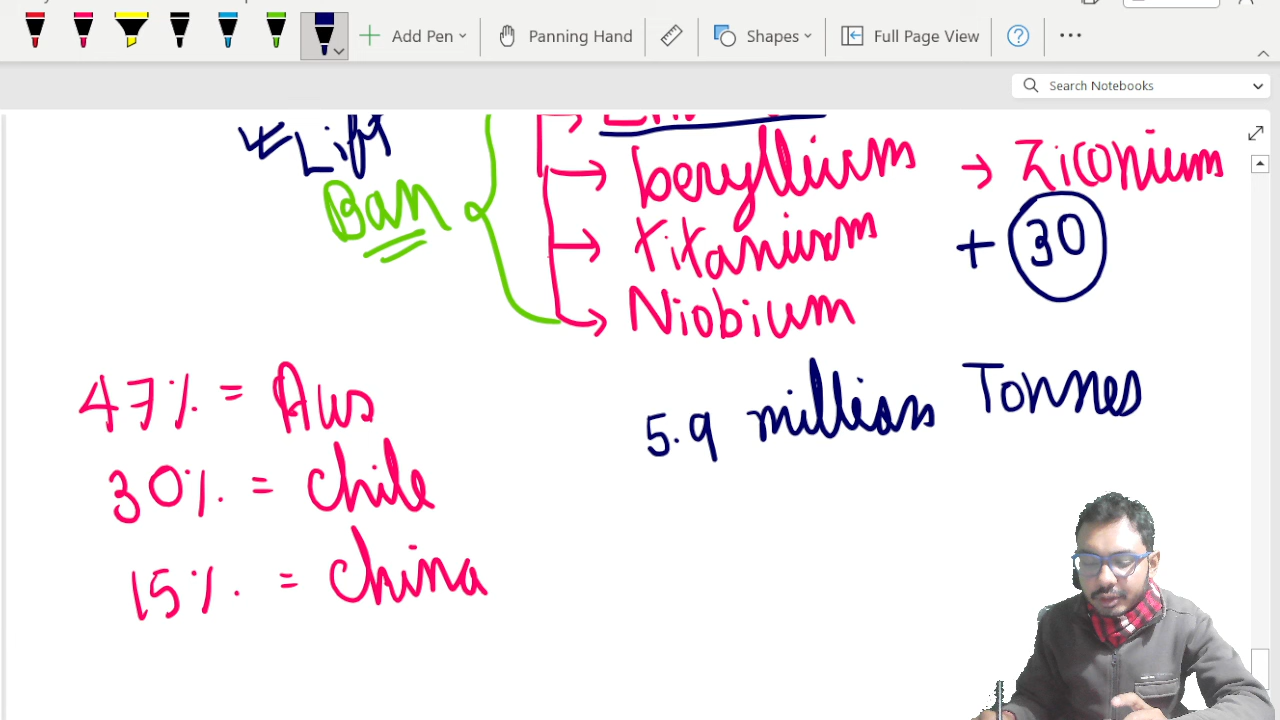 Add Pen
Panning Hand
Shapes
Full Page View
Search Notebooks
Lift
Ban
beryllium → Ziconium
titanium + 30
Niobium
47% = Aus
30% = Chile
15% = China
5.9 million Tonnes